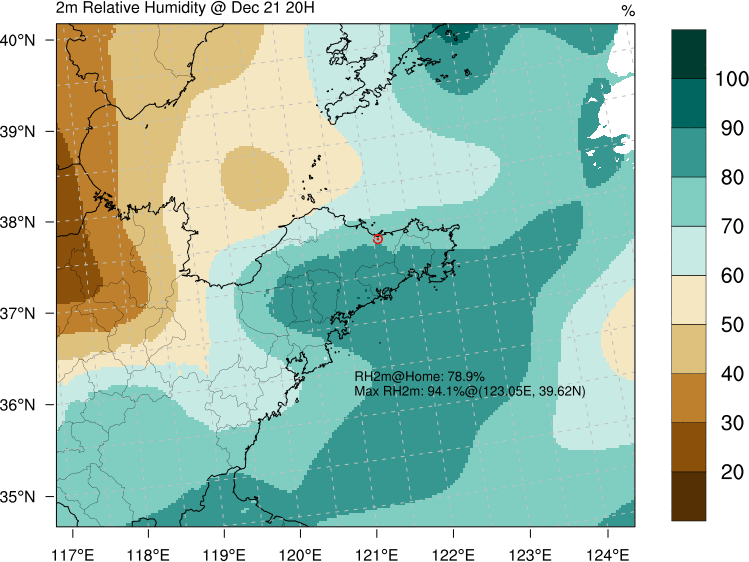 2m Relative Humidity @ Dec 21 20H
%
40°N
39°N
38°N
37°N
36°N
35°N
117°E
118°E
119°E
120°E
121°E
122°E
123°E
124°E
RH2m@Home: 78.9%
Max RH2m: 94.1%@(123.05E, 39.62N)
100
90
80
70
60
50
40
30
20